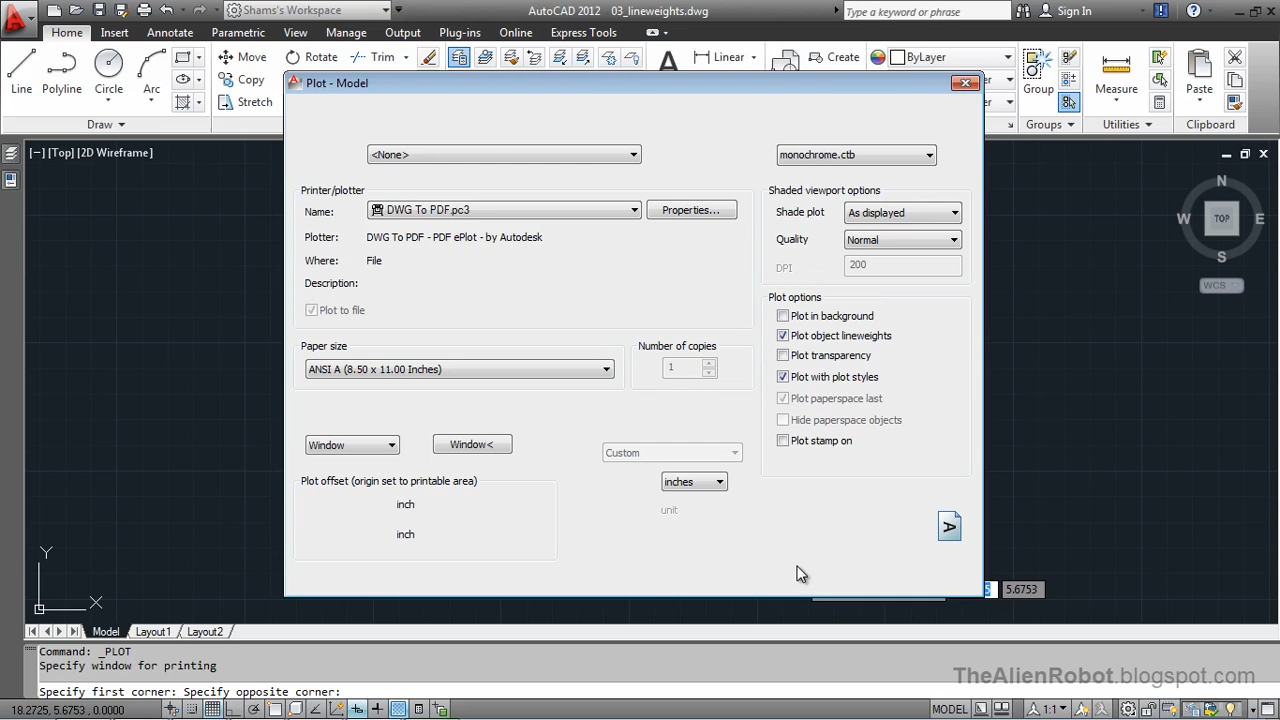 Shams's Workspace
AutoCAD 2012 03_lineweights.dwg
Type a keyword or phrase
Sign In
Home Insert Annotate Parametric View Manage Output Plug-ins Online Express Tools
Line
Polyline
Circle
Arc
Move
Copy
Stretch
Rotate
Trim
Linear
Create
ByLayer
Group
Measure
Paste
Draw
Groups
Utilities
Clipboard
[−] [Top] [2D Wireframe]
N
W TOP E
S
WCS
Plot - Model
<None>
monochrome.ctb
Printer/plotter
Name: DWG To PDF.pc3
Properties...
Plotter: DWG To PDF - PDF ePlot - by Autodesk
Where: File
Description:
Plot to file
Paper size
ANSI A (8.50 x 11.00 Inches)
Number of copies
1
Window
Window<
Custom
inches
unit
Plot offset (origin set to printable area)
inch
inch
Shaded viewport options
Shade plot As displayed
Quality Normal
DPI 200
Plot options
Plot in background
Plot object lineweights
Plot transparency
Plot with plot styles
Plot paperspace last
Hide paperspace objects
Plot stamp on
A
5.6753
Y
X
Model Layout1 Layout2
Command: _PLOT
Specify window for printing
Specify first corner: Specify opposite corner:
TheAlienRobot.blogspot.com
18.2725, 5.6753, 0.0000
MODEL
1:1